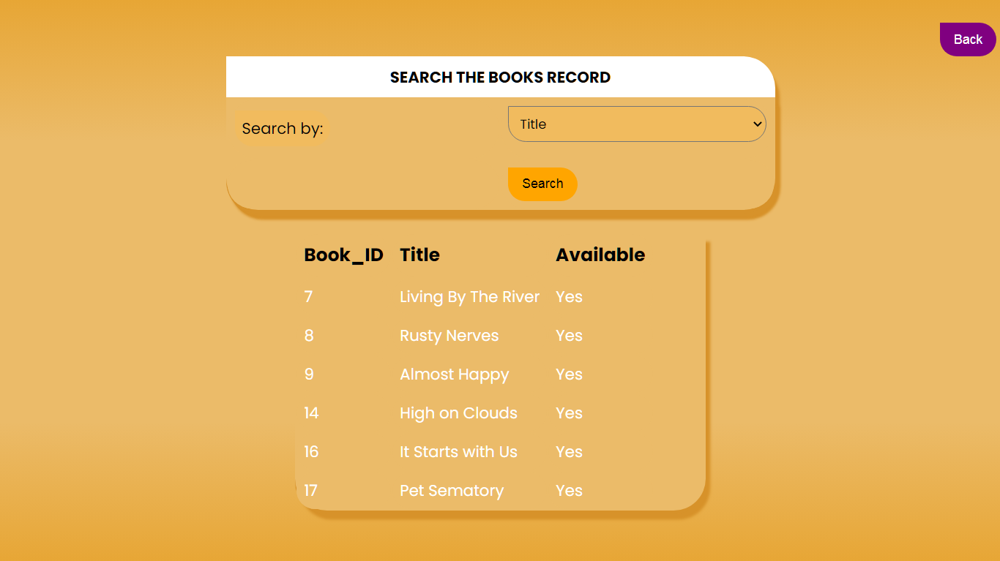 Back
SEARCH THE BOOKS RECORD
Search by: Title
Search
Book_ID Title Available
7 Living By The River Yes
8 Rusty Nerves Yes
9 Almost Happy Yes
14 High on Clouds Yes
16 It Starts with Us Yes
17 Pet Sematory Yes